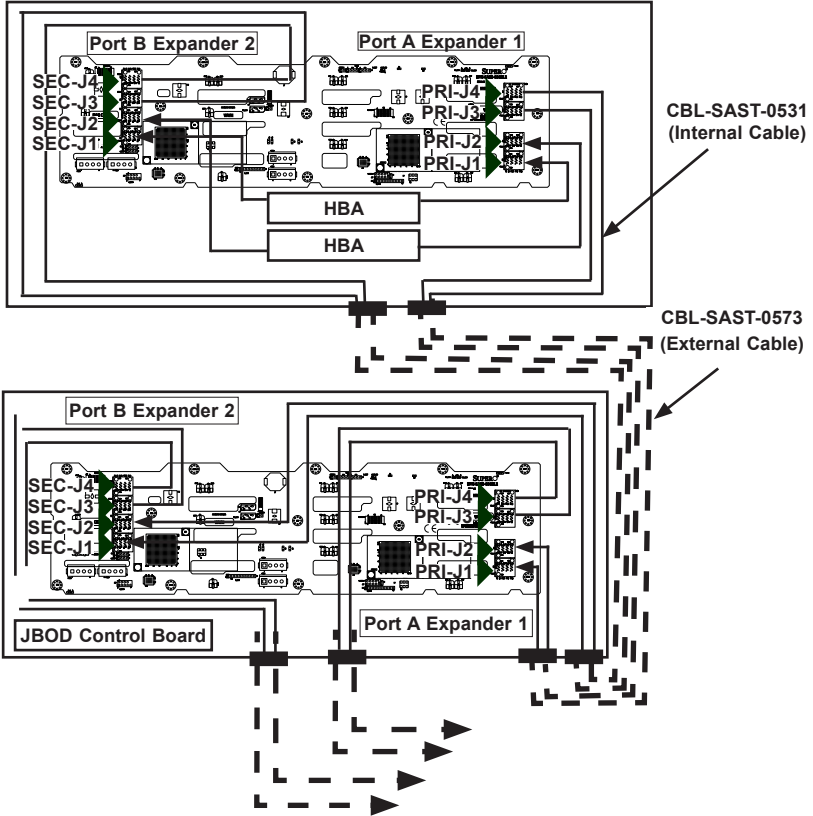 Port B Expander 2
Port A Expander 1
SUPER
SEC-J4
SEC-J3
SEC-J2
SEC-J1
PRI-J4
PRI-J3
PRI-J2
PRI-J1
HBA
HBA
CBL-SAST-0531
(Internal Cable)
CBL-SAST-0573
(External Cable)
Port B Expander 2
SUPER
SEC-J4
SEC-J3
SEC-J2
SEC-J1
PRI-J4
PRI-J3
PRI-J2
PRI-J1
Port A Expander 1
JBOD Control Board